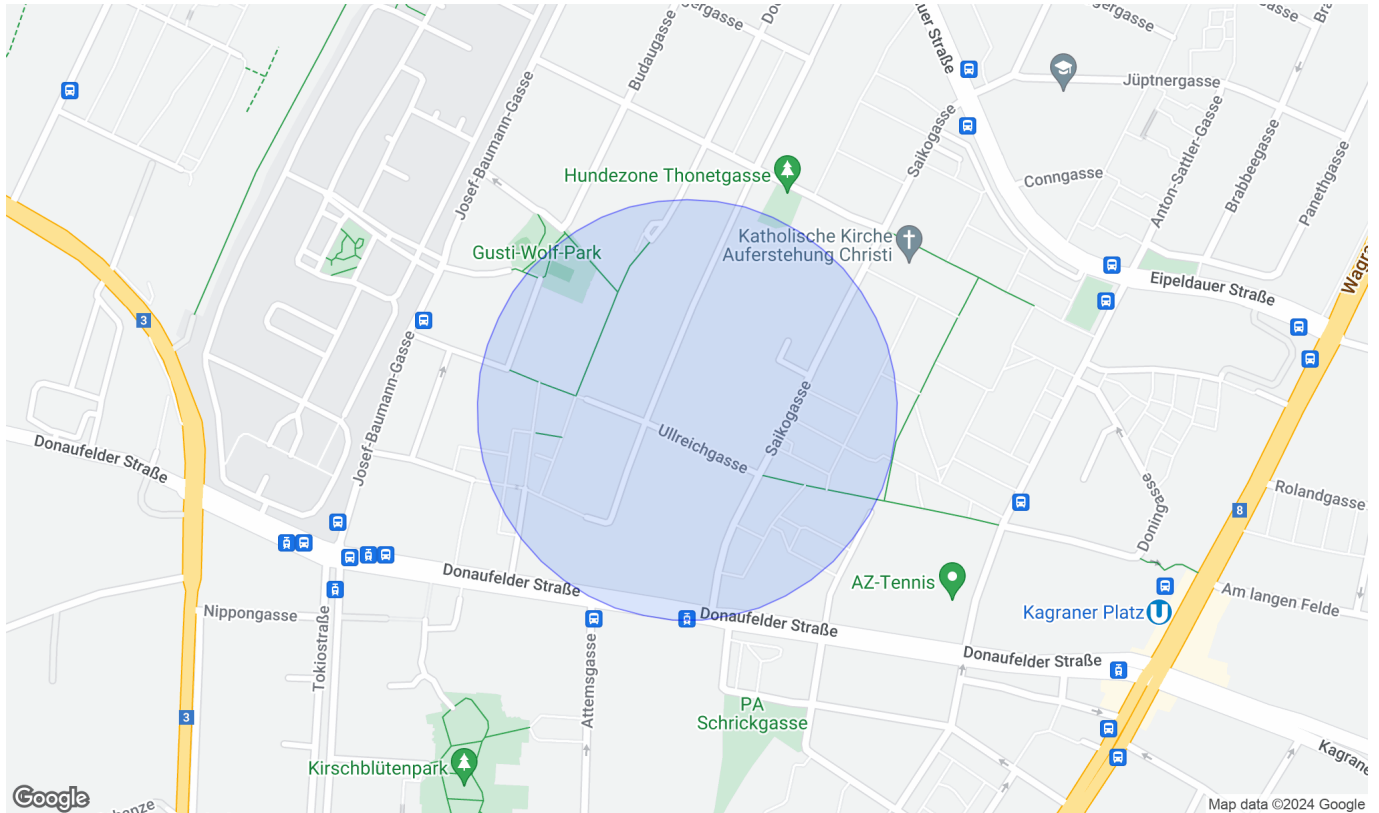 ergergasse
Budaugasse
Josef-Baumann-Gasse
Hundezone Thonetgasse
Gusti-Wolf-Park
Katholische Kirche
Auferstehung Christi
Saikogasse
Jüptnergasse
Conngasse
Anton-Sattler-Gasse
Brabbeegasse
Panethgasse
Eipeldauer Straße
3
Josef-Baumann-Gasse
Donaufelder Straße
Ullreichgasse
Saikogasse
8
Rolandgasse
Doningasse
Donaufelder Straße
AZ-Tennis
Kagraner Platz
U
Am langen Felde
Nippongasse
Tokiostraße
Attemsgasse
Donaufelder Straße
Donaufelder Straße
PA
Schrickgasse
3
Kirschblütenpark
Google
Map data ©2024 Google